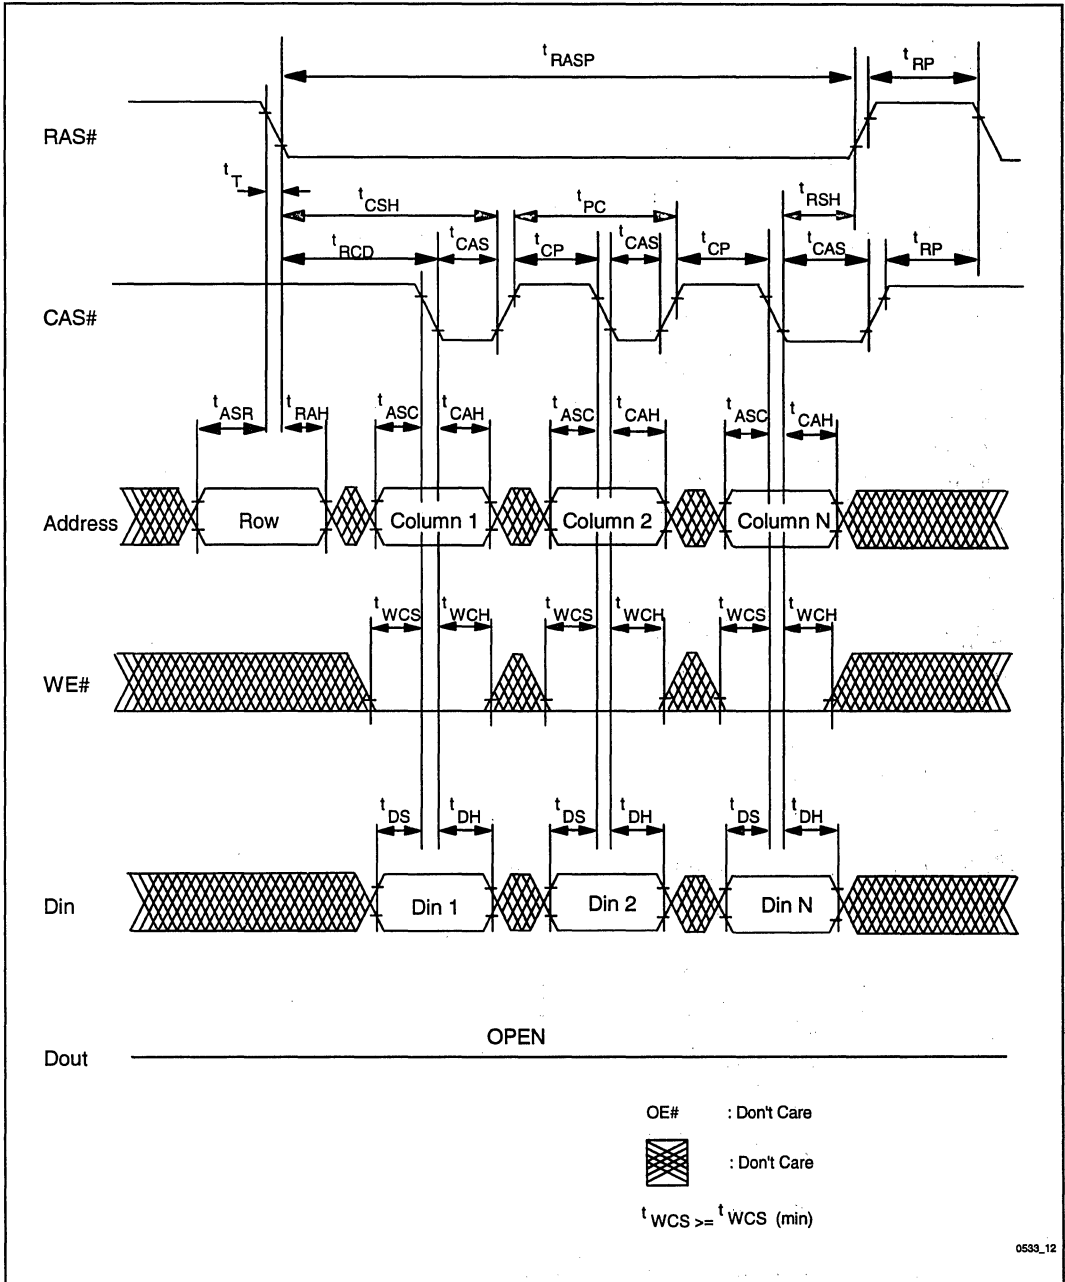 tRASP tRP
RAS#
tT tCSH tPC tRSH
tRCD tCAS tCP tCAS tCP tCAS tRP
CAS#
tASR tRAH tASC tCAH tASC tCAH tASC tCAH
Address Row Column 1 Column 2 Column N
tWCS tWCH tWCS tWCH tWCS tWCH
WE#
tDS tDH tDS tDH tDS tDH
Din Din 1 Din 2 Din N
OPEN
Dout
OE# : Don't Care
: Don't Care
tWCS >= tWCS (min)
0533_12